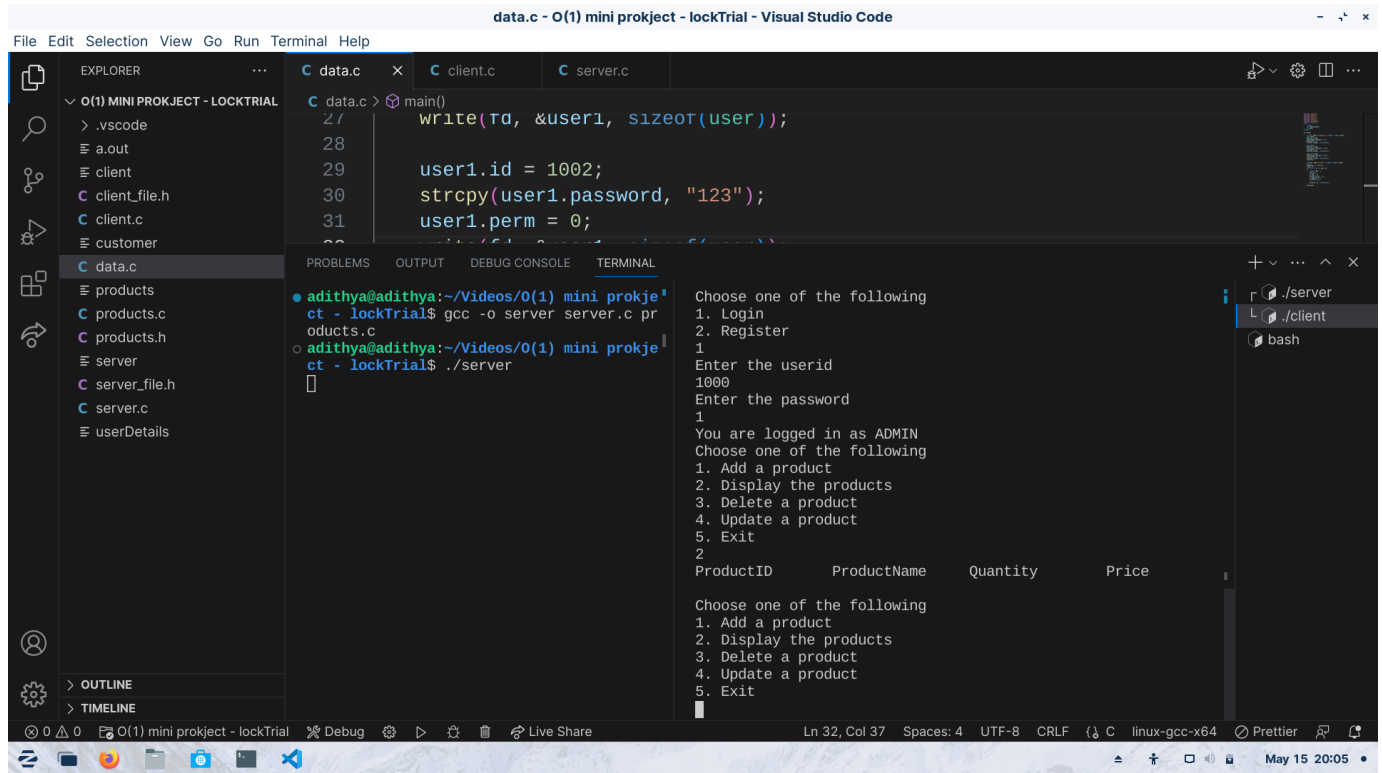 data.c - O(1) mini prokject - lockTrial - Visual Studio Code
File Edit Selection View Go Run Terminal Help
EXPLORER
O(1) MINI PROKJECT - LOCKTRIAL
.vscode
a.out
client
client_file.h
client.c
customer
data.c
products
products.c
products.h
server
server_file.h
server.c
userDetails
OUTLINE
TIMELINE
data.c client.c server.c
data.c > main()
27 write(fd, &user1, sizeof(user));
28
29 user1.id = 1002;
30 strcpy(user1.password, "123");
31 user1.perm = 0;
32 write(fd, &user1, sizeof(user));
PROBLEMS OUTPUT DEBUG CONSOLE TERMINAL
adithya@adithya:~/Videos/O(1) mini prokje
ct - lockTrial$ gcc -o server server.c pr
oducts.c
adithya@adithya:~/Videos/O(1) mini prokje
ct - lockTrial$ ./server
Choose one of the following
1. Login
2. Register
1
Enter the userid
1000
Enter the password
1
You are logged in as ADMIN
Choose one of the following
1. Add a product
2. Display the products
3. Delete a product
4. Update a product
5. Exit
2
ProductID ProductName Quantity Price
Choose one of the following
1. Add a product
2. Display the products
3. Delete a product
4. Update a product
5. Exit
./server
./client
bash
0 0 O(1) mini prokject - lockTrial Debug Live Share Ln 32, Col 37 Spaces: 4 UTF-8 CRLF C linux-gcc-x64 Prettier
May 15 20:05